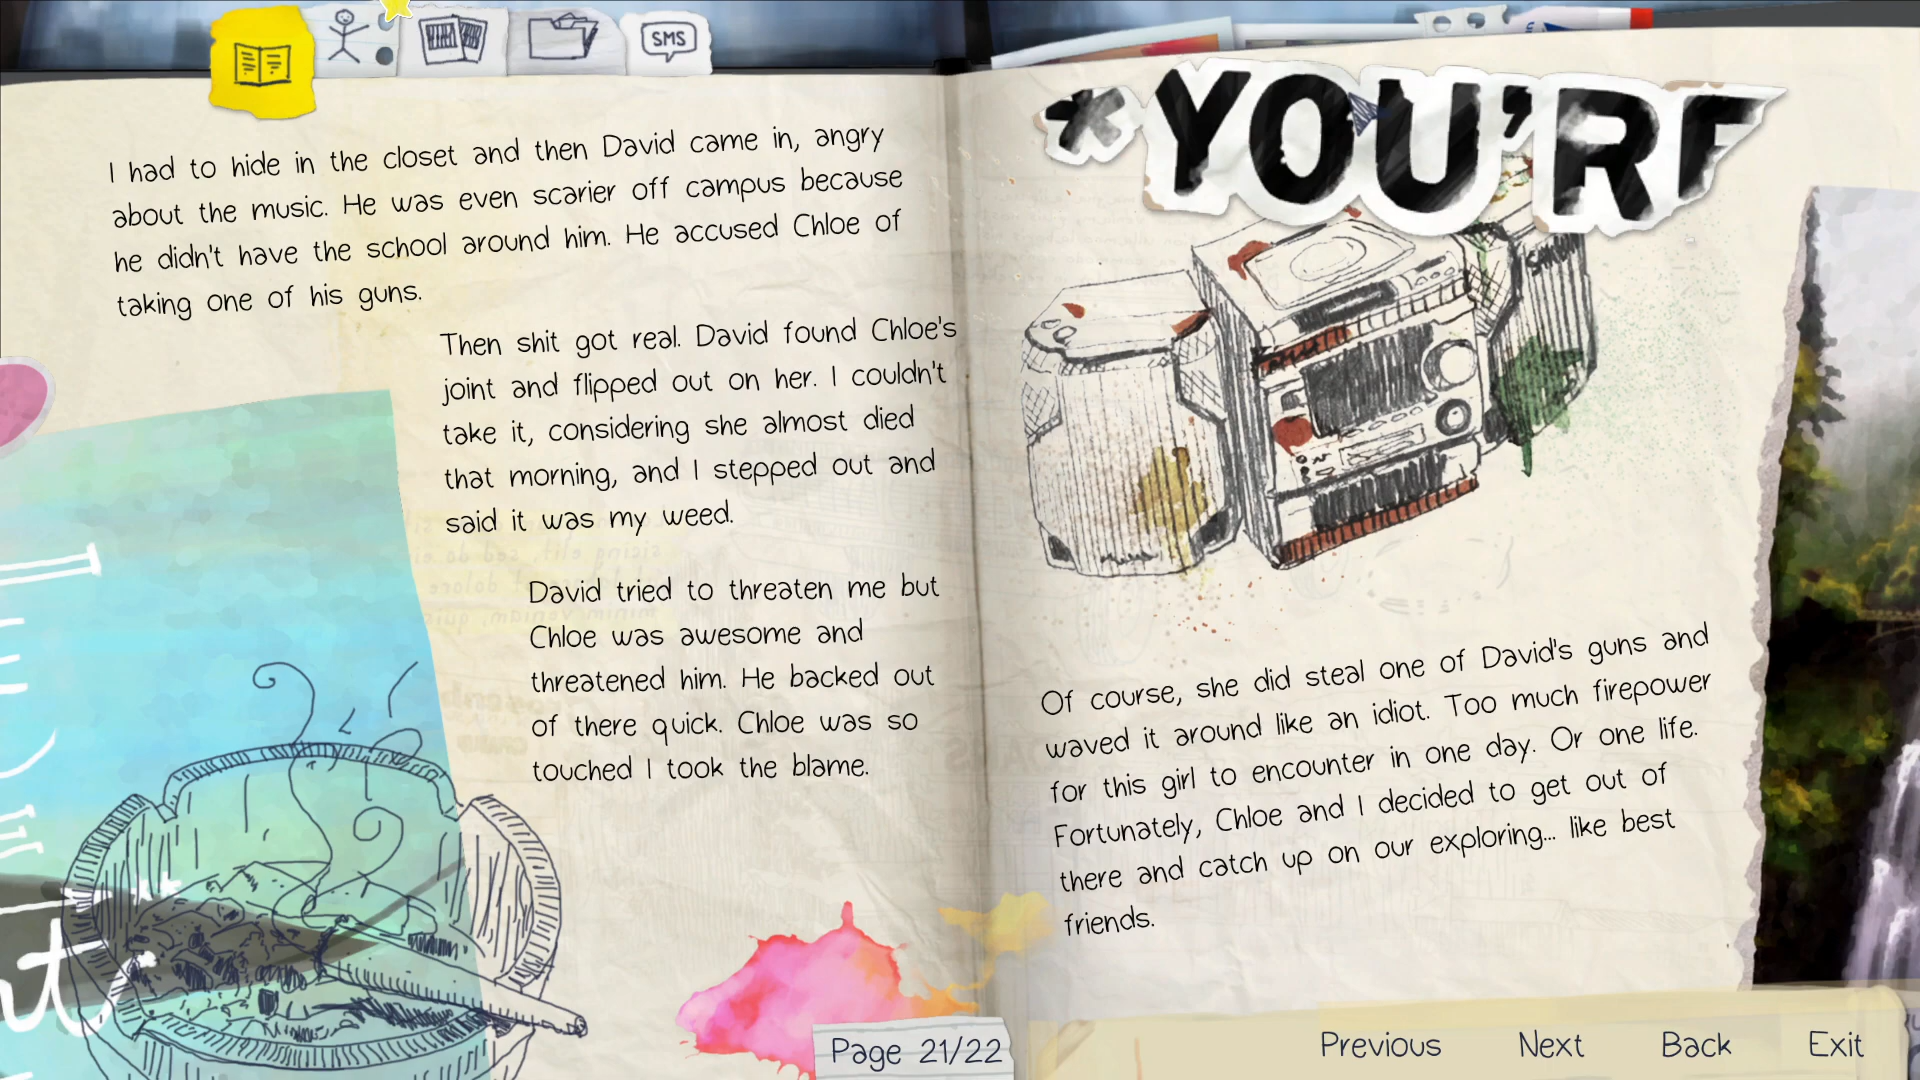 SMS
I had to hide in the closet and then David came in, angry
about the music. He was even scarier off campus because
he didn't have the school around him. He accused Chloe of
taking one of his guns.
Then shit got real. David found Chloe's
joint and flipped out on her. I couldn't
take it, considering she almost died
that morning, and I stepped out and
said it was my weed.
David tried to threaten me but
Chloe was awesome and
threatened him. He backed out
of there quick. Chloe was so
touched I took the blame.
*YOU'RE
Of course, she did steal one of David's guns and
waved it around like an idiot. Too much firepower
for this girl to encounter in one day. Or one life.
Fortunately, Chloe and I decided to get out of
there and catch up on our exploring... like best
friends.
Page 21/22
Previous
Next
Back
Exit